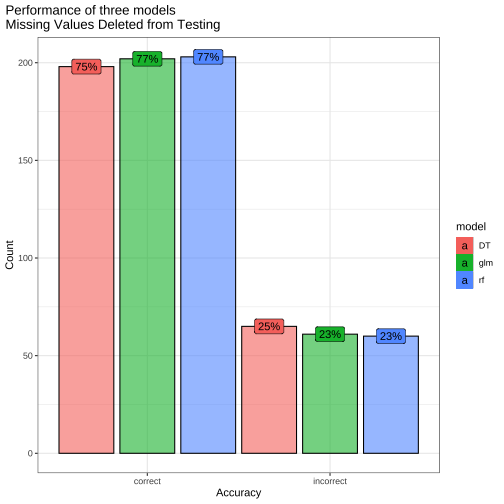 Performance of three models
Missing Values Deleted from Testing
200
150
100
50
0
Count
75%
77%
77%
25%
23%
23%
correct
incorrect
Accuracy
model
a DT
a glm
a rf